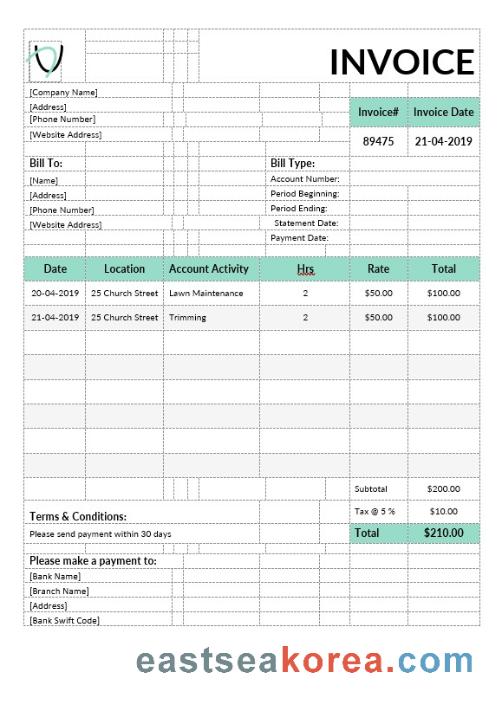 INVOICE
[Company Name]
[Address]
[Phone Number]
[Website Address]
Invoice# Invoice Date
89475 21-04-2019
Bill To: Bill Type:
[Name] Account Number:
[Address] Period Beginning:
[Phone Number] Period Ending:
[Website Address] Statement Date:
Payment Date:
Date Location Account Activity Hrs Rate Total
20-04-2019 25 Church Street Lawn Maintenance 2 $50.00 $100.00
21-04-2019 25 Church Street Trimming 2 $50.00 $100.00
Subtotal $200.00
Tax @ 5 % $10.00
Terms & Conditions:
Please send payment within 30 days
Total $210.00
Please make a payment to:
[Bank Name]
[Branch Name]
[Address]
[Bank Swift Code]
eastseakorea.com